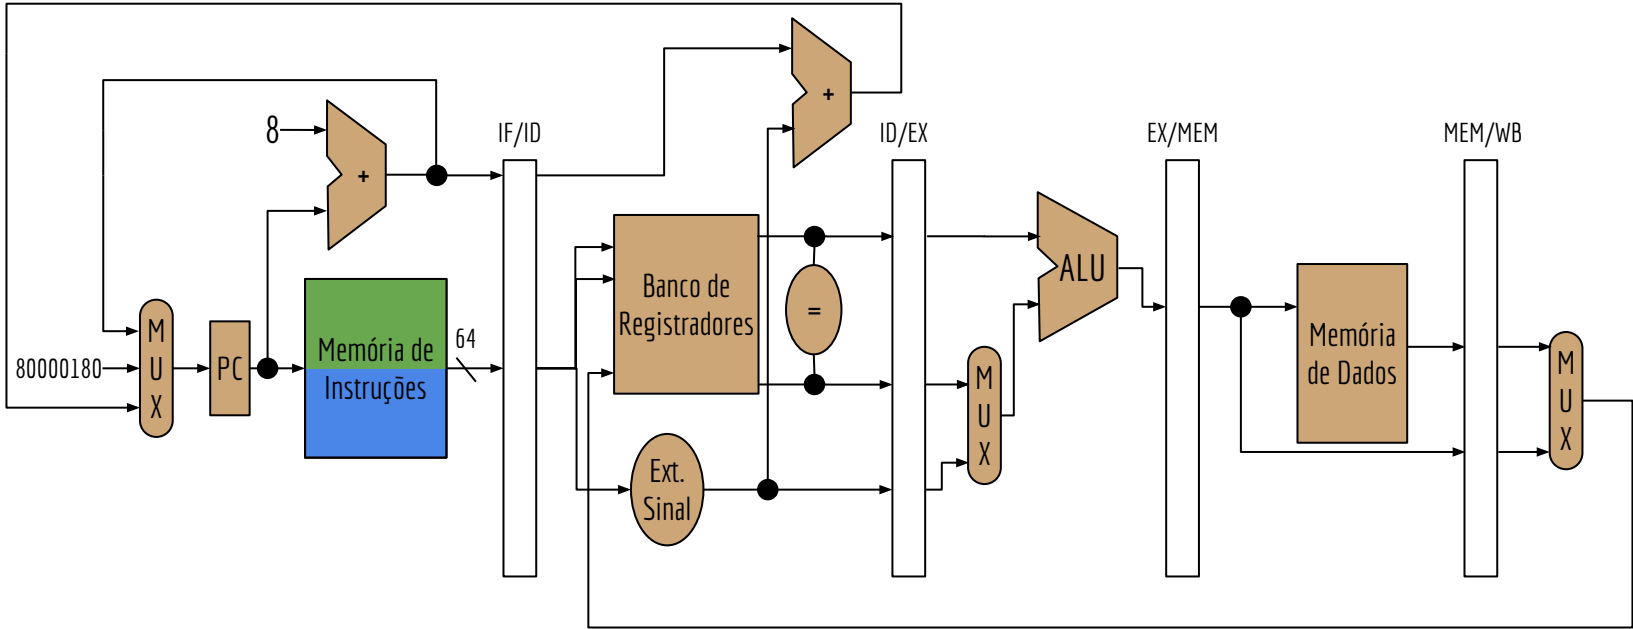 +
8
+
IF/ID
ID/EX
EX/MEM
MEM/WB
M
U
X
80000180
PC
Memória de
Instruções
64
Banco de
Registradores
=
Ext.
Sinal
M
U
X
ALU
Memória
de Dados
M
U
X